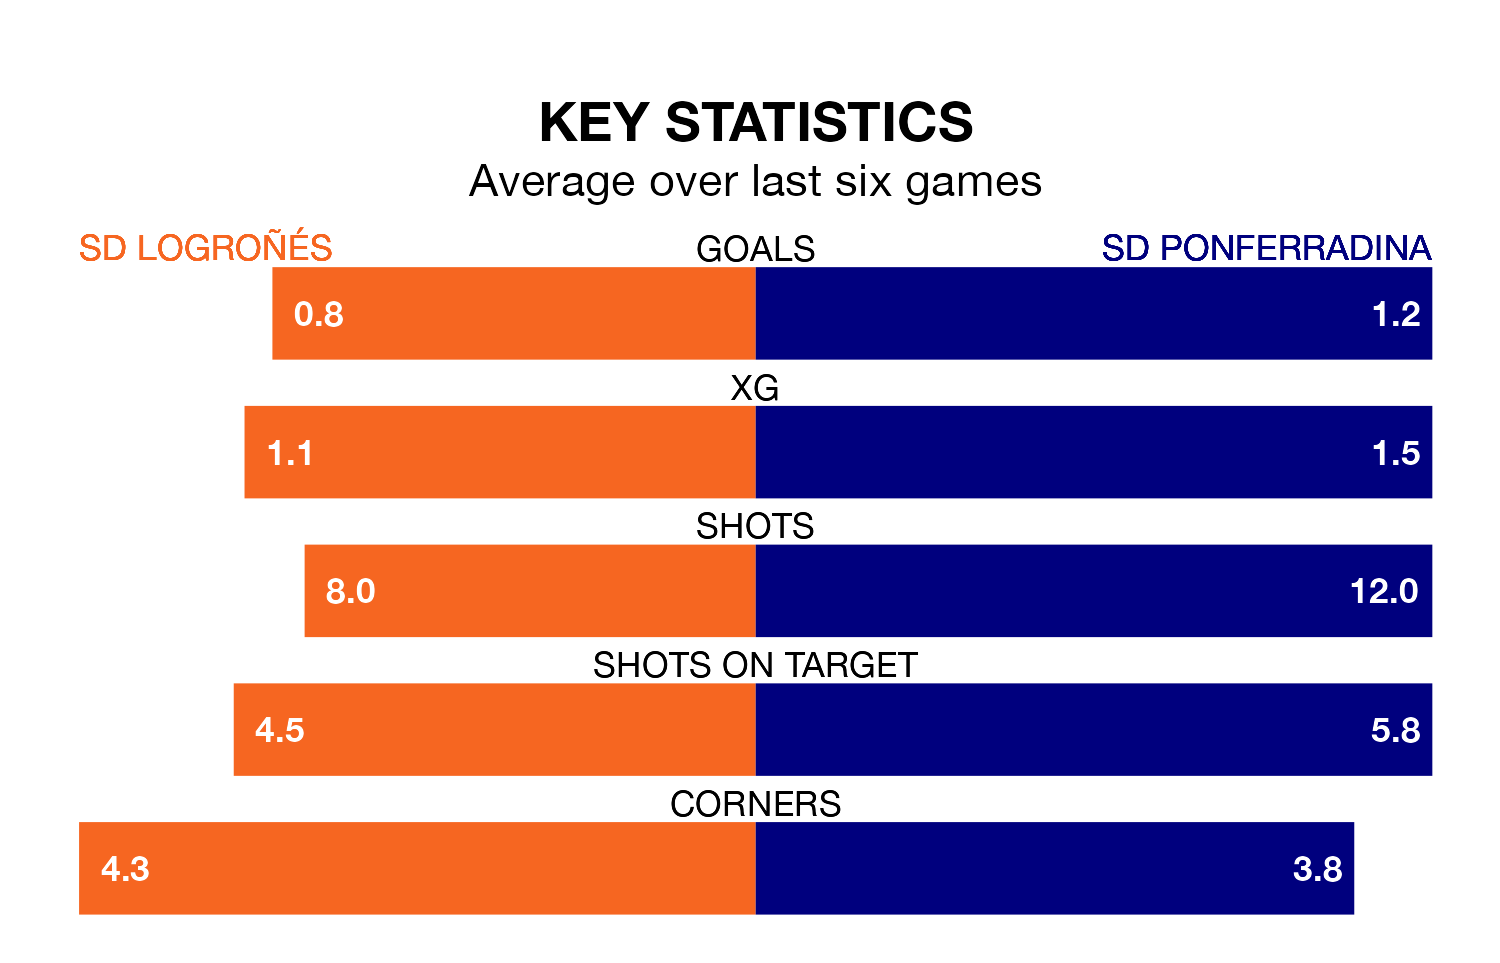 KEY STATISTICS
Average over last six games
SD LOGROÑÉS GOALS SD PONFERRADINA
0.8 1.2
XG
1.1 1.5
SHOTS
8.0 12.0
SHOTS ON TARGET
4.5 5.8
CORNERS
4.3 3.8